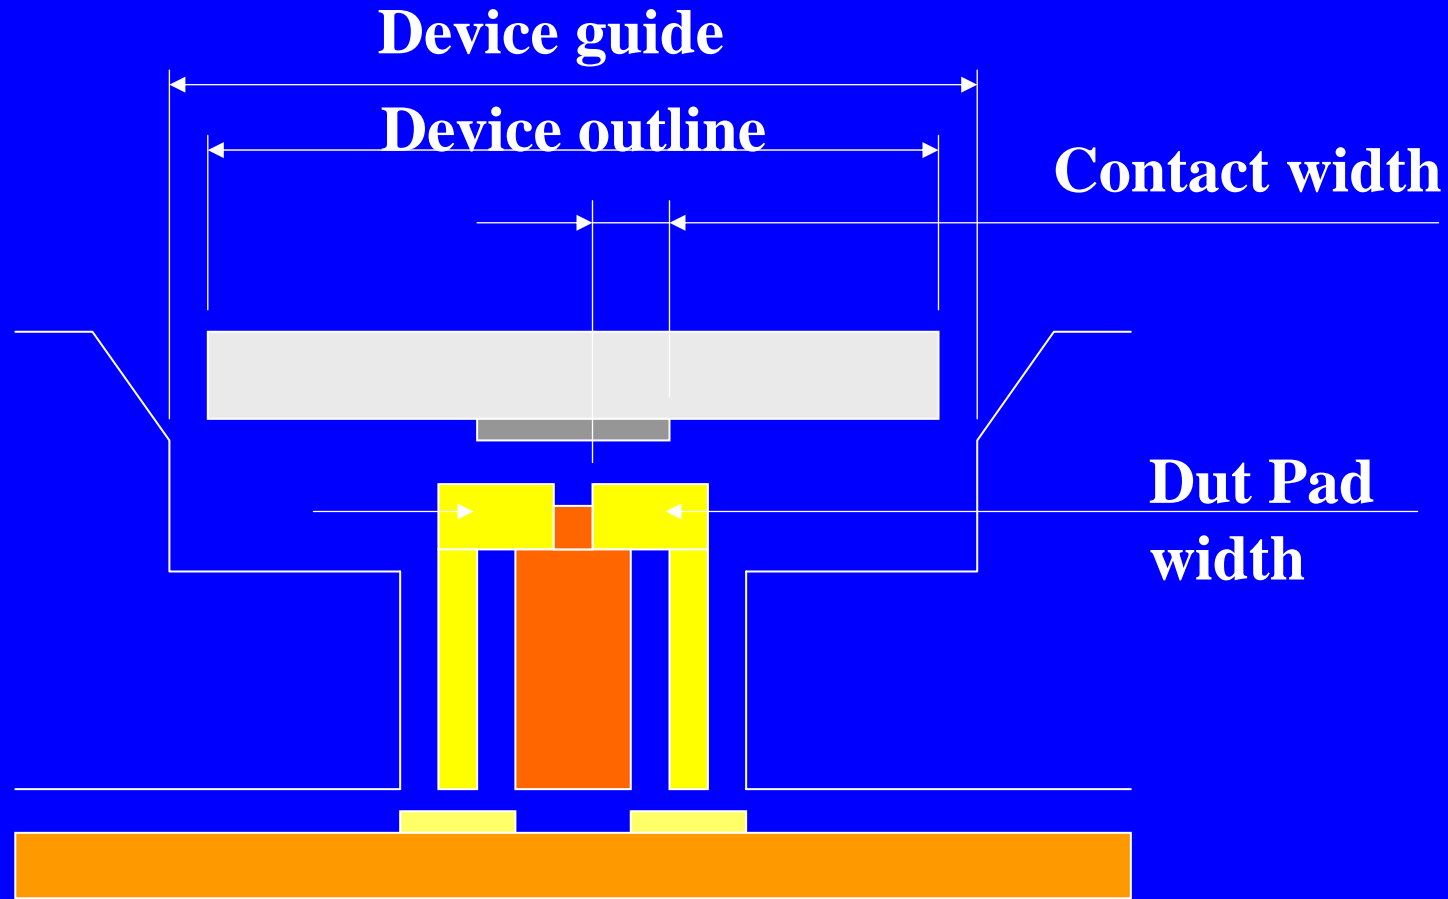 Device guide
Device outline
Contact width
Dut Pad
width